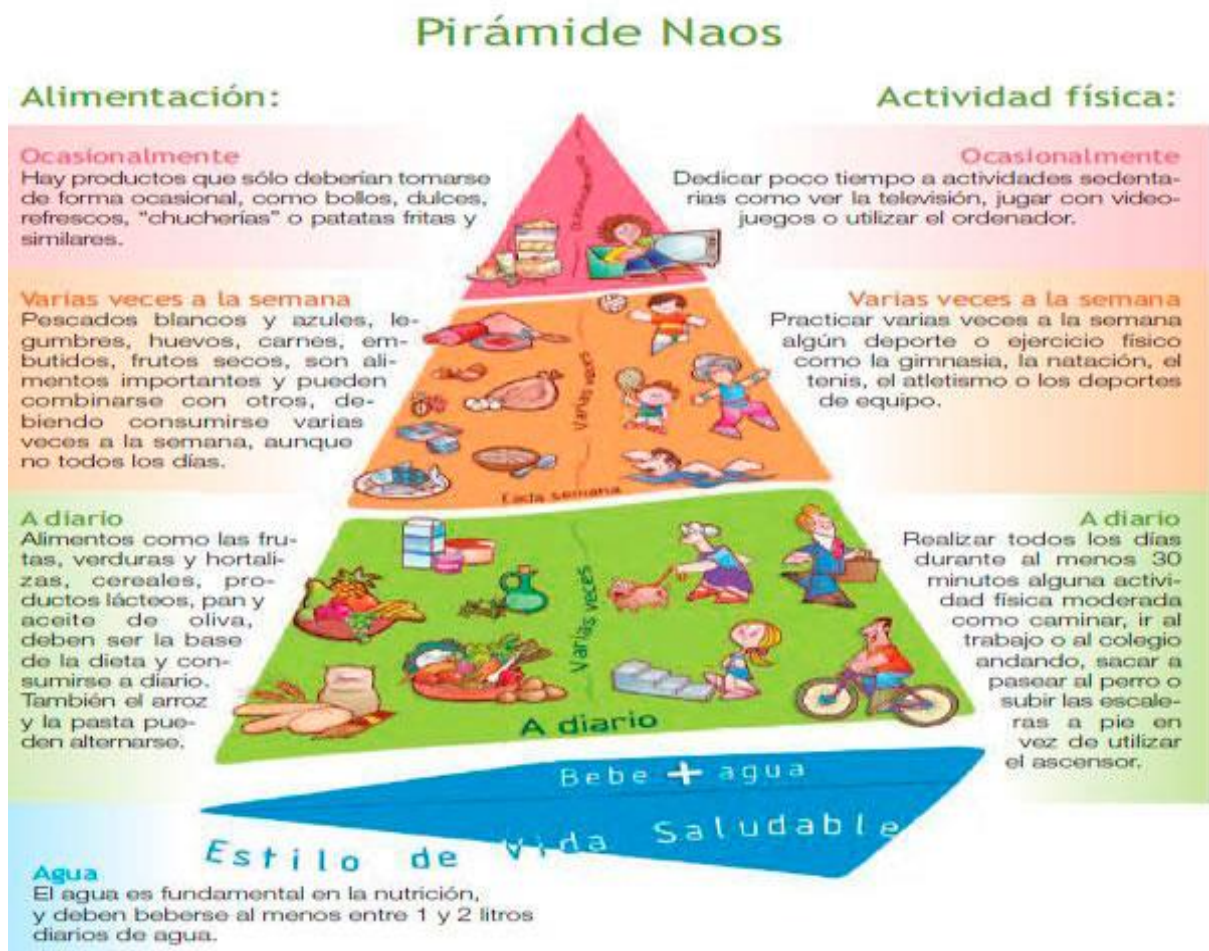 Pirámide Naos
Alimentación:
Ocasionalmente
Hay productos que sólo deberían tomarse
de forma ocasional, como bollos, dulces,
refrescos, “chucherías” o patatas fritas y
similares.
Varias veces a la semana
Pescados blancos y azules, le-
gumbres, huevos, carnes, em-
butidos, frutos secos, son ali-
mentos importantes y pueden
combinarse con otros, de-
biendo consumirse varias
veces a la semana, aunque
no todos los días.
A diario
Alimentos como las fru-
tas, verduras y hortali-
zas, cereales, pro-
ductos lácteos, pan y
aceite de oliva,
deben ser la base
de la dieta y con-
sumirse a diario.
También el arroz
y la pasta pue-
den alternarse.
Agua
El agua es fundamental en la nutrición,
y deben beberse al menos entre 1 y 2 litros
diarios de agua.
Varias veces
Cada semana
Varias veces
A diario
Bebe + agua
Estilo de Vida Saludable
Actividad física:
Ocasionalmente
Dedicar poco tiempo a actividades sedenta-
rias como ver la televisión, jugar con video-
juegos o utilizar el ordenador.
Varias veces a la semana
Practicar varias veces a la semana
algún deporte o ejercicio físico
como la gimnasia, la natación, el
tenis, el atletismo o los deportes
de equipo.
A diario
Realizar todos los días
durante al menos 30
minutos alguna activi-
dad física moderada
como caminar, ir al
trabajo o al colegio
andando, sacar a
pasear al perro o
subir las escale-
ras a pie en
vez de utilizar
el ascensor.